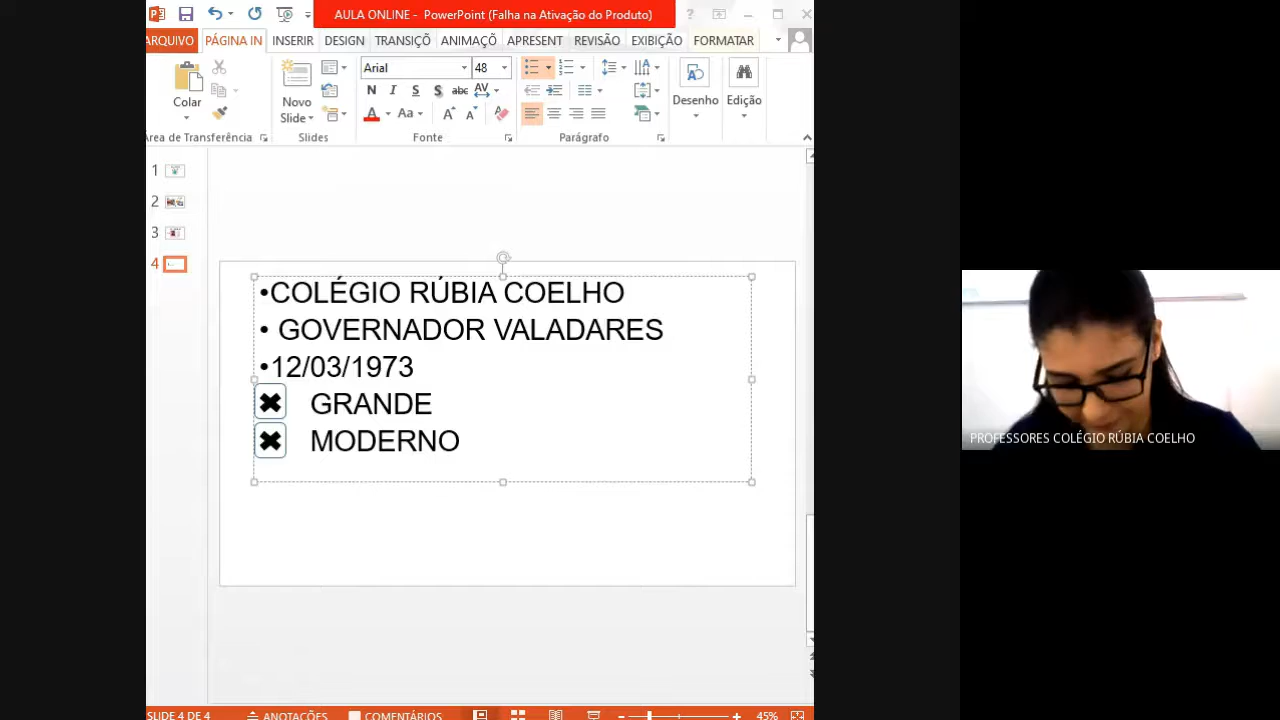 AULA ONLINE - PowerPoint (Falha na Ativação do Produto)
ARQUIVO PÁGINA IN INSERIR DESIGN TRANSIÇÕ ANIMAÇÕ APRESENT REVISÃO EXIBIÇÃO FORMATAR
Colar
Novo
Slide
Arial 48
N I S S abc AV
A Aa A A
Desenho
Edição
Área de Transferência Slides Fonte Parágrafo
1
2
3
4
•COLÉGIO RÚBIA COELHO
• GOVERNADOR VALADARES
•12/03/1973
GRANDE
MODERNO
PROFESSORES COLÉGIO RÚBIA COELHO
SLIDE 4 DE 4 ANOTAÇÕES COMENTÁRIOS 45%